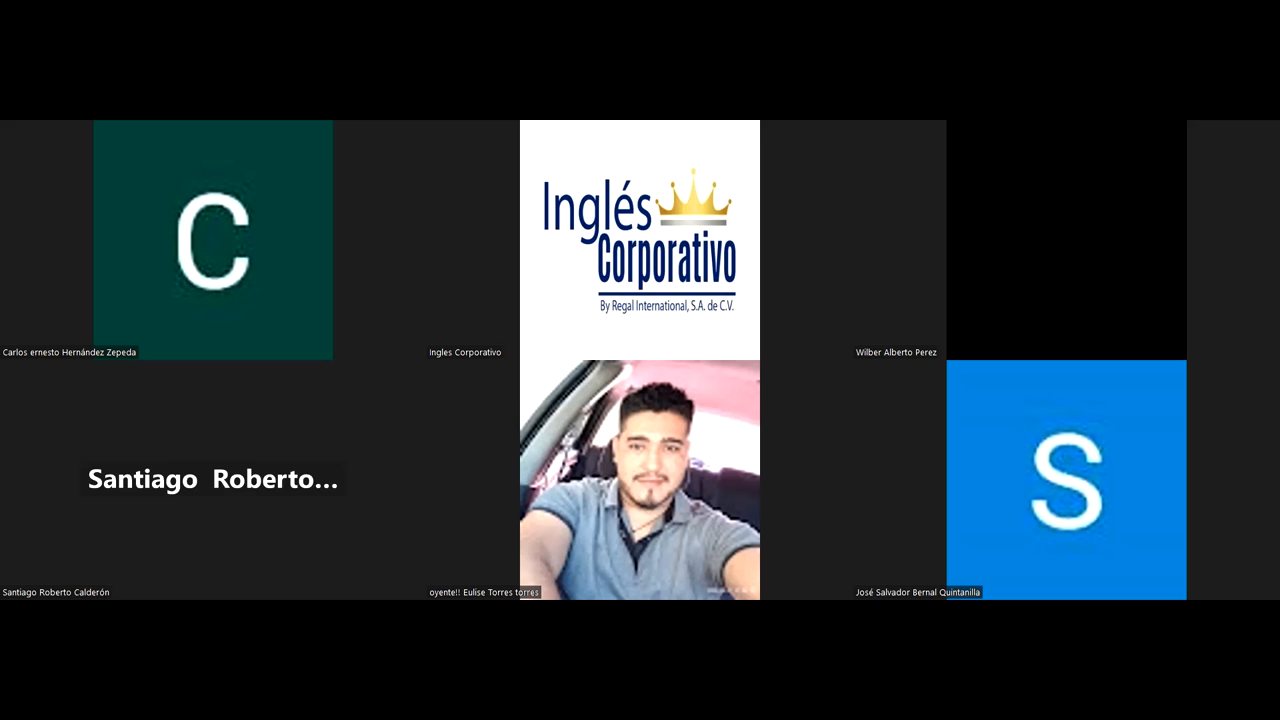 C
Inglés
Corporativo
By Regal International, S.A. de C.V.
Carlos ernesto Hernández Zepeda
Ingles Corporativo
Wilber Alberto Perez
Santiago Roberto...
S
Santiago Roberto Calderón
oyente!! Eulise Torres torres
José Salvador Bernal Quintanilla